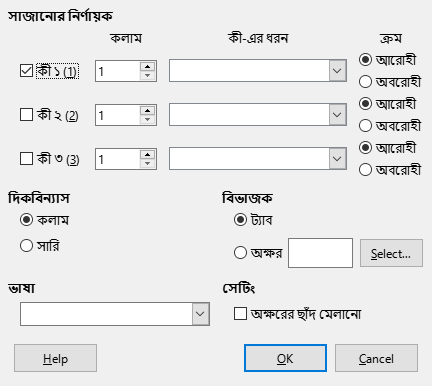 সাজানোর নির্ণায়ক
কলাম কী-এর ধরন ক্রম
কী ১ (1) 1 আরোহী
অবরোহী
কী ২ (2) 1 আরোহী
অবরোহী
কী ৩ (3) 1 আরোহী
অবরোহী
দিকবিন্যাস বিভাজক
কলাম ট্যাব
সারি অক্ষর Select...
ভাষা সেটিং
অক্ষরের ছাঁদ মেলানো
Help OK Cancel